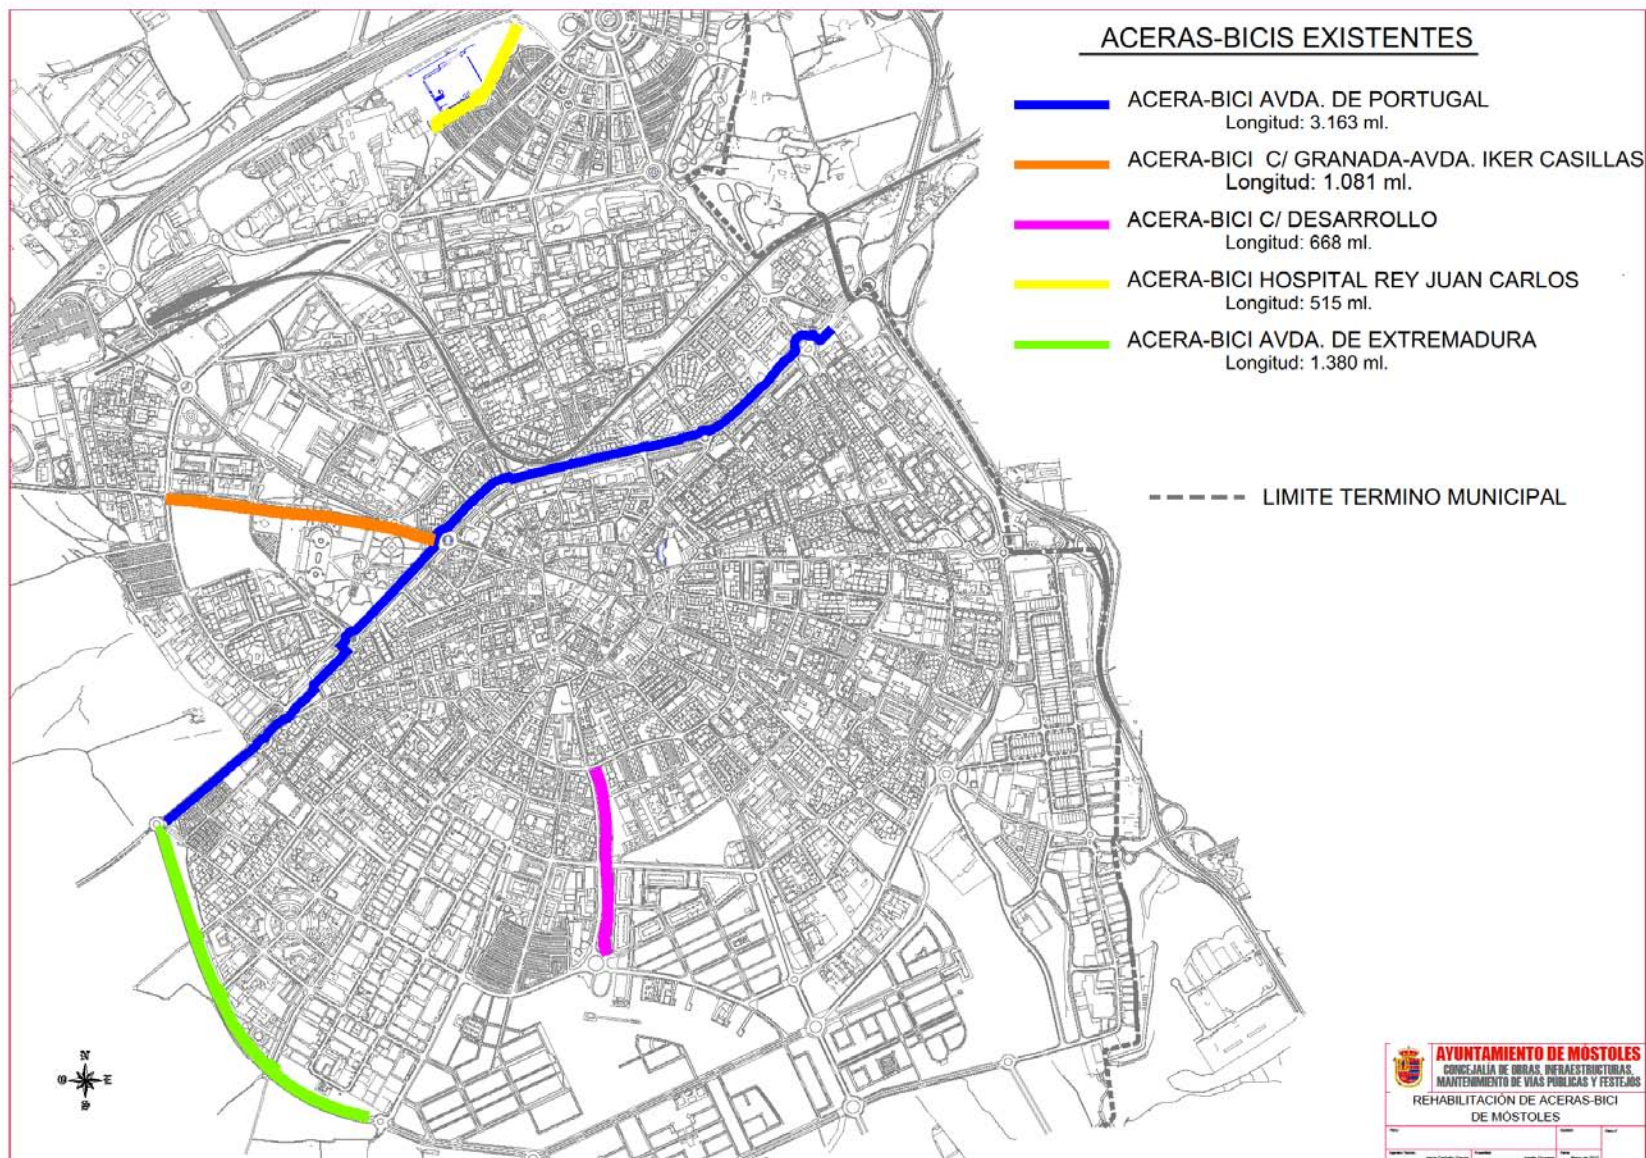 ACERAS-BICIS EXISTENTES
ACERA-BICI AVDA. DE PORTUGAL
Longitud: 3.163 ml.
ACERA-BICI C/ GRANADA-AVDA. IKER CASILLAS
Longitud: 1.081 ml.
ACERA-BICI C/ DESARROLLO
Longitud: 668 ml.
ACERA-BICI HOSPITAL REY JUAN CARLOS
Longitud: 515 ml.
ACERA-BICI AVDA. DE EXTREMADURA
Longitud: 1.380 ml.
LIMITE TERMINO MUNICIPAL
N
O E
S
AYUNTAMIENTO DE MÓSTOLES
CONCEJALÍA DE OBRAS, INFRAESTRUCTURAS,
MANTENIMIENTO DE VIAS PÚBLICAS Y FESTEJOS
REHABILITACIÓN DE ACERAS-BICI
DE MÓSTOLES